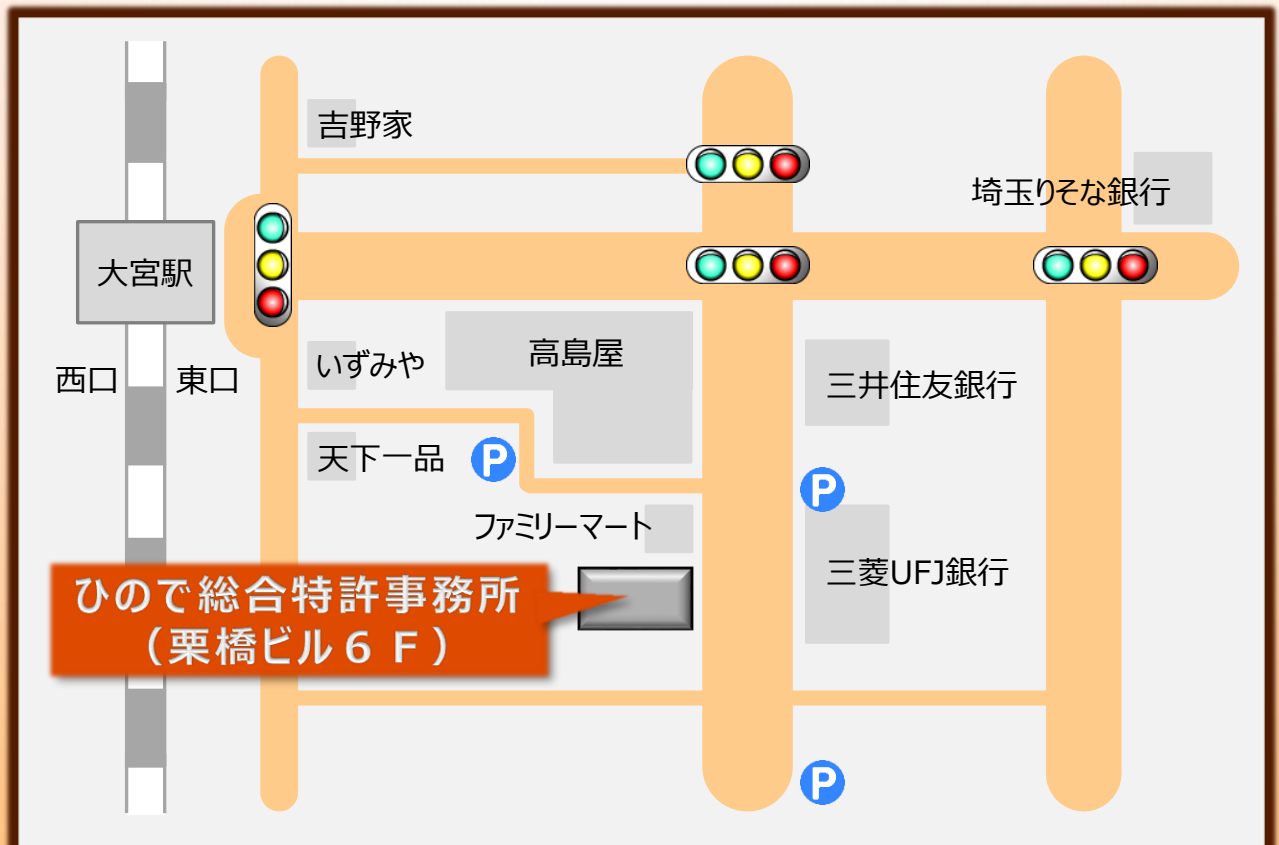 吉野家
埼玉りそな銀行
大宮駅
西口
東口
いずみや
高島屋
三井住友銀行
天下一品
P
P
ファミリーマート
三菱UFJ銀行
ひので総合特許事務所
（栗橋ビル６Ｆ）
P